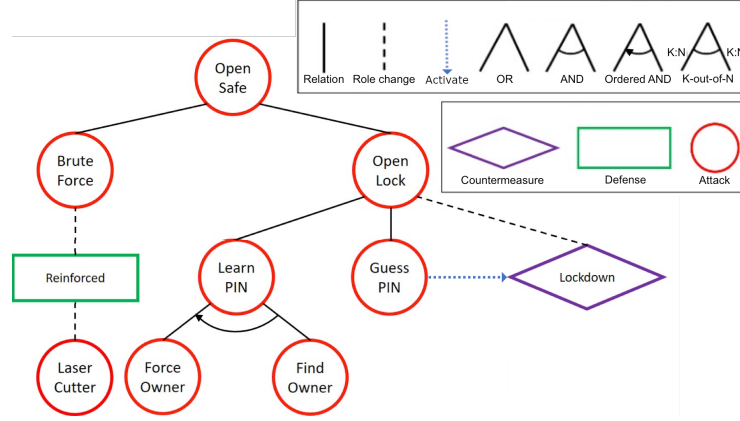 Open
Safe
K:N
K:N
Relation
Role change
Activate
OR
AND
Ordered AND
K-out-of-N
Countermeasure
Defense
Attack
Brute
Force
Open
Lock
Reinforced
Learn
PIN
Guess
PIN
Lockdown
Laser
Cutter
Force
Owner
Find
Owner